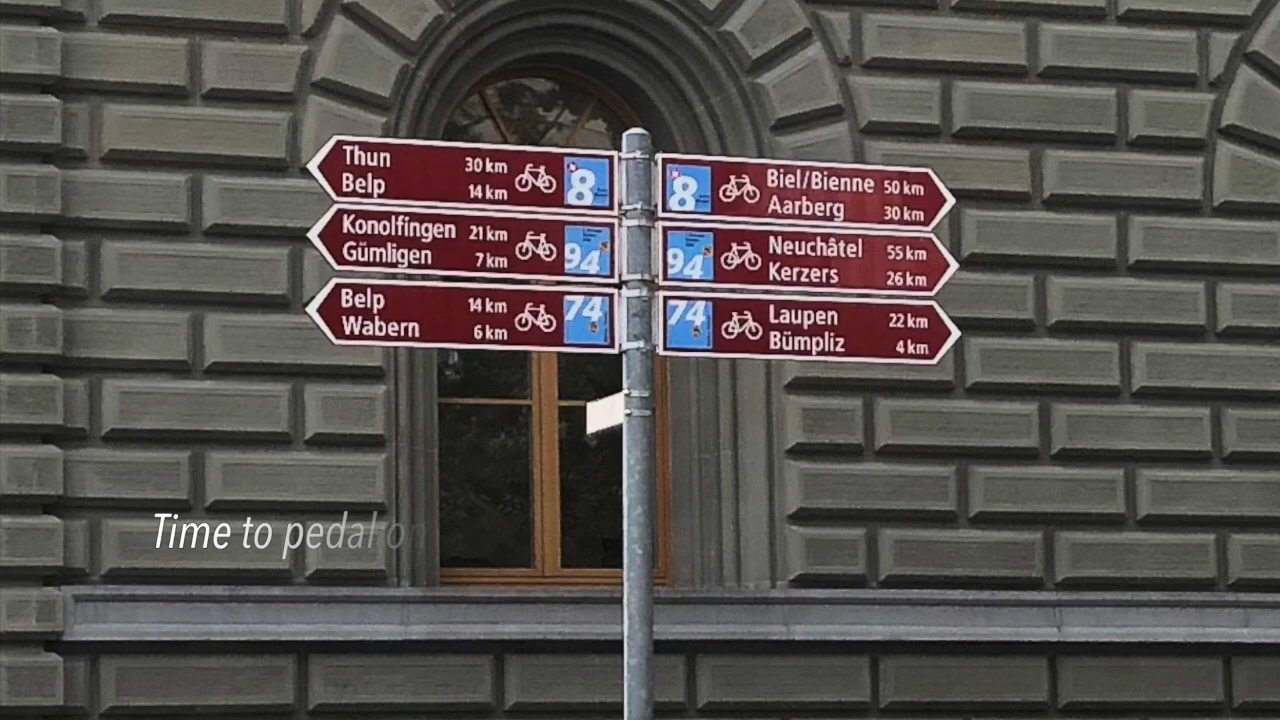 Thun 30 km
Belp 14 km
8
Konolfingen 21 km
Gümligen 7 km
94
Belp 14 km
Wabern 6 km
74
8
Biel/Bienne 50 km
Aarberg 30 km
94
Neuchâtel 55 km
Kerzers 26 km
74
Laupen 22 km
Bümpliz 4 km
Time to pedal on